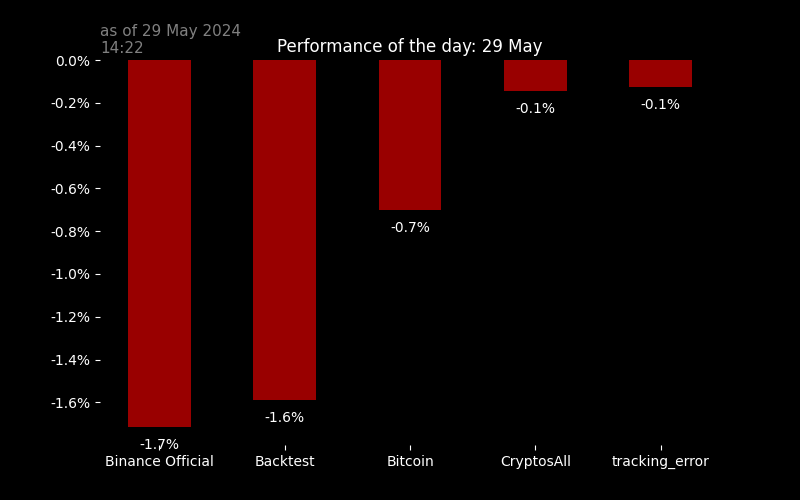 as of 29 May 2024
14:22
Performance of the day: 29 May
0.0%
-0.2%
-0.4%
-0.6%
-0.8%
-1.0%
-1.2%
-1.4%
-1.6%
-1.7%
-1.6%
-0.7%
-0.1%
-0.1%
Binance Official
Backtest
Bitcoin
CryptosAll
tracking_error